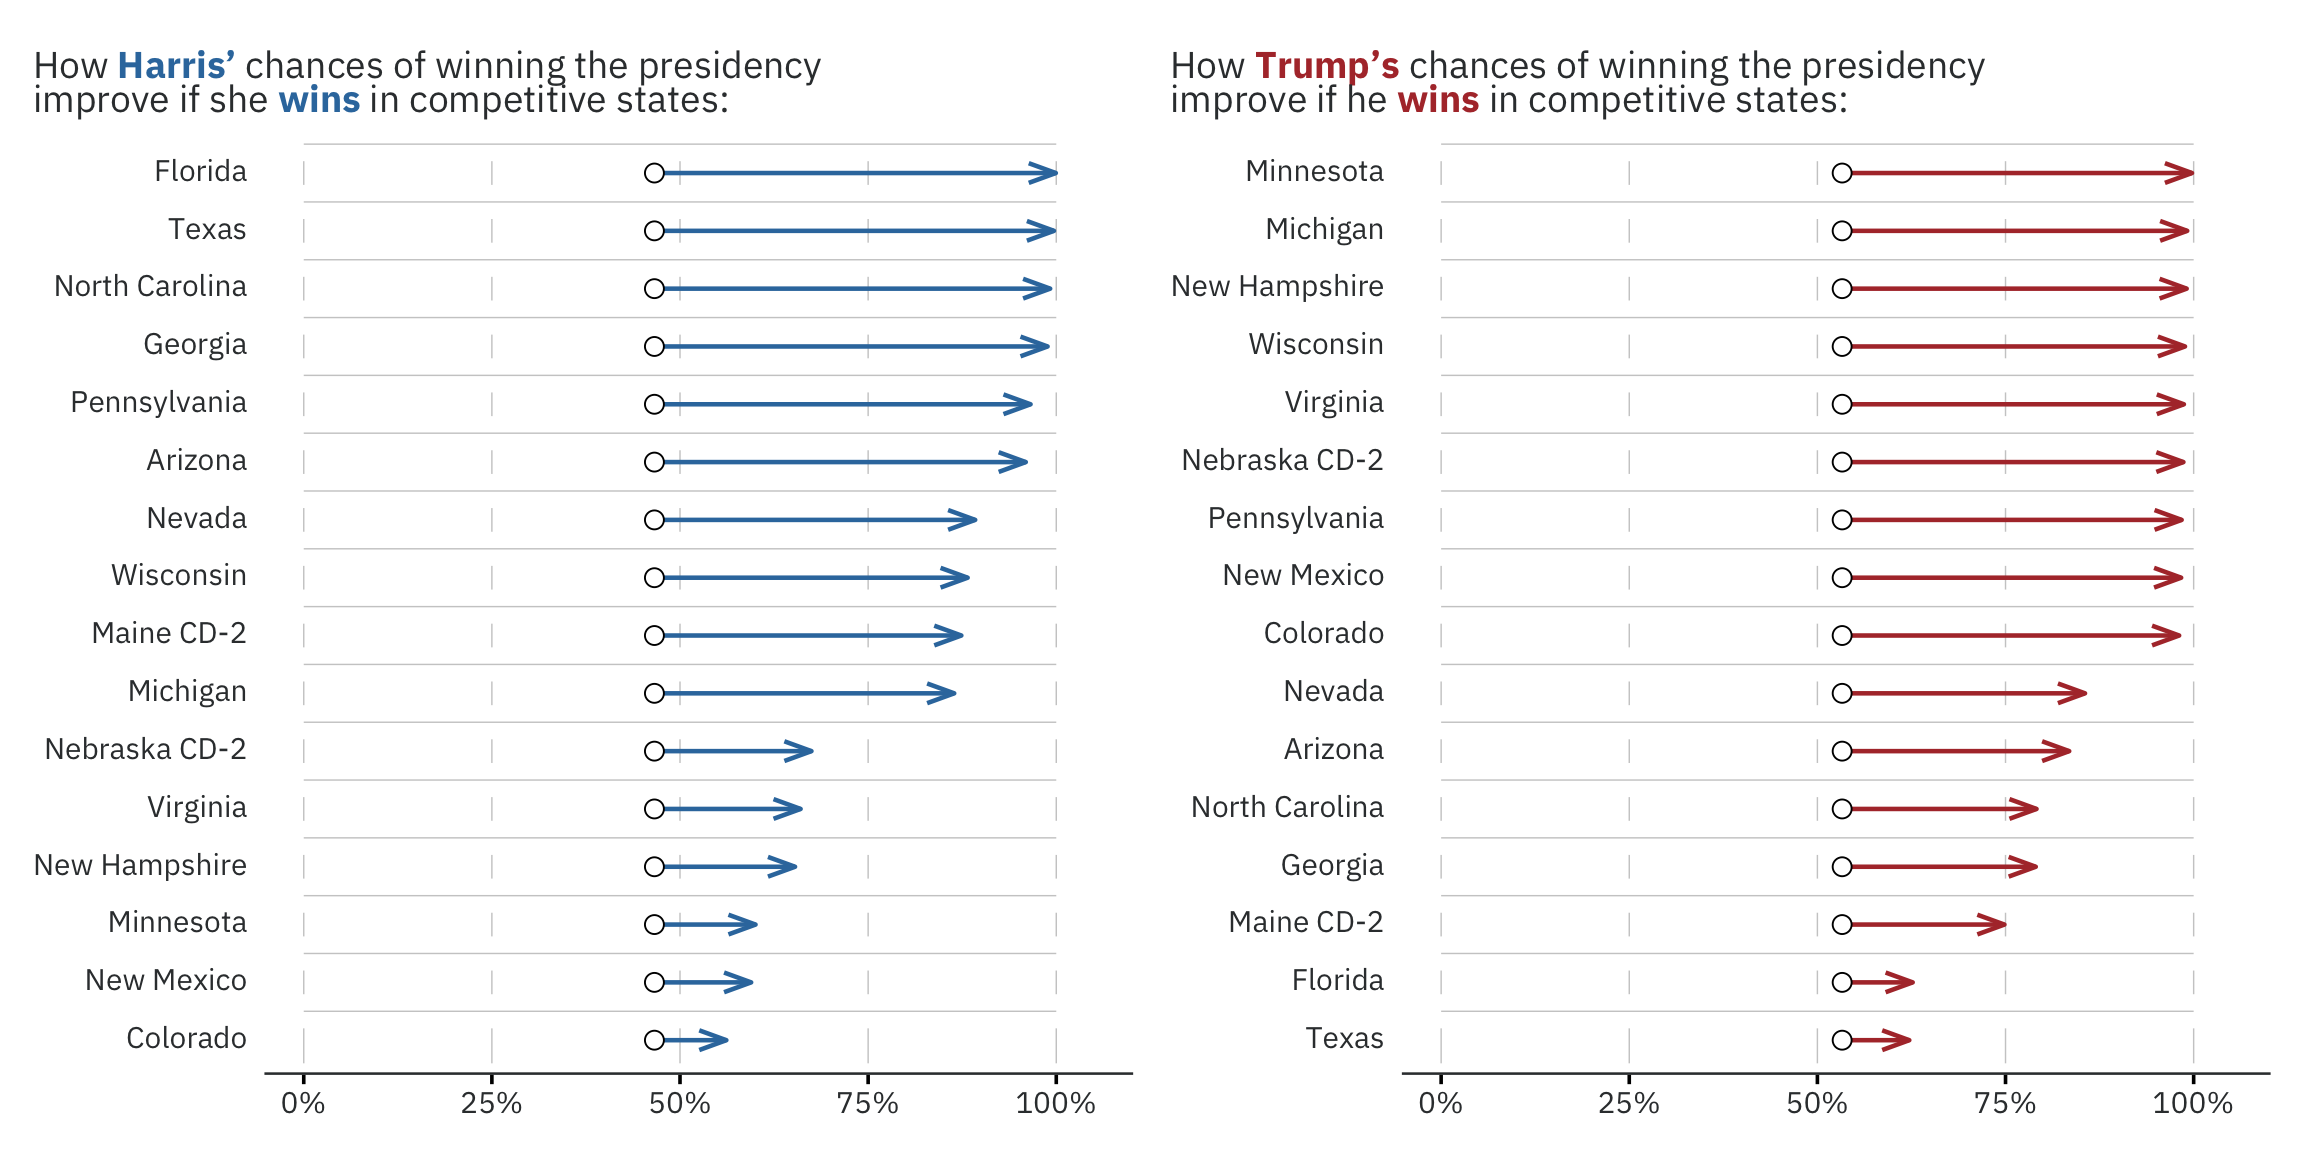 How Harris’ chances of winning the presidency
improve if she wins in competitive states:
Florida
Texas
North Carolina
Georgia
Pennsylvania
Arizona
Nevada
Wisconsin
Maine CD-2
Michigan
Nebraska CD-2
Virginia
New Hampshire
Minnesota
New Mexico
Colorado
0% 25% 50% 75% 100%
How Trump’s chances of winning the presidency
improve if he wins in competitive states:
Minnesota
Michigan
New Hampshire
Wisconsin
Virginia
Nebraska CD-2
Pennsylvania
New Mexico
Colorado
Nevada
Arizona
North Carolina
Georgia
Maine CD-2
Florida
Texas
0% 25% 50% 75% 100%